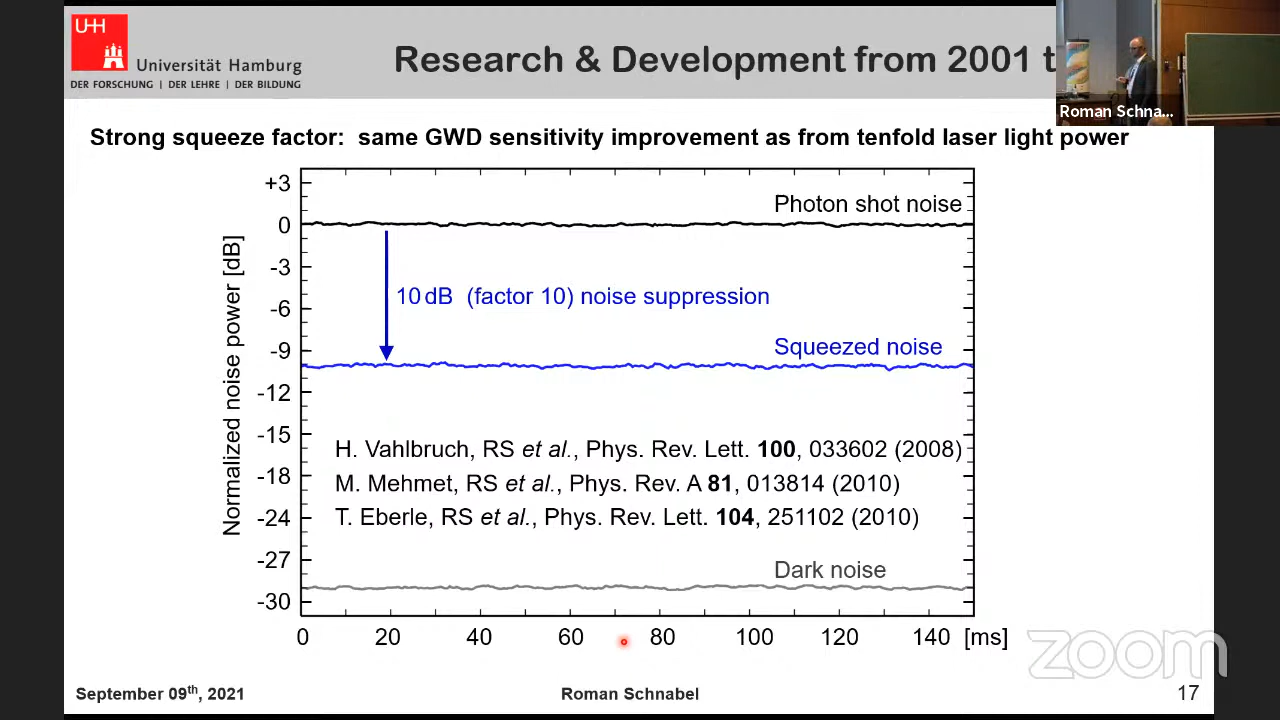 UHH
Universität Hamburg
DER FORSCHUNG | DER LEHRE | DER BILDUNG
Research & Development from 2001 t
Roman Schna...
Strong squeeze factor: same GWD sensitivity improvement as from tenfold laser light power
Normalized noise power [dB]
+3
0
-3
-6
-9
-12
-15
-18
-24
-27
-30
Photon shot noise
10 dB (factor 10) noise suppression
Squeezed noise
H. Vahlbruch, RS et al., Phys. Rev. Lett. 100, 033602 (2008)
M. Mehmet, RS et al., Phys. Rev. A 81, 013814 (2010)
T. Eberle, RS et al., Phys. Rev. Lett. 104, 251102 (2010)
Dark noise
0 20 40 60 80 100 120 140 [ms]
zoom
September 09th, 2021
Roman Schnabel
17